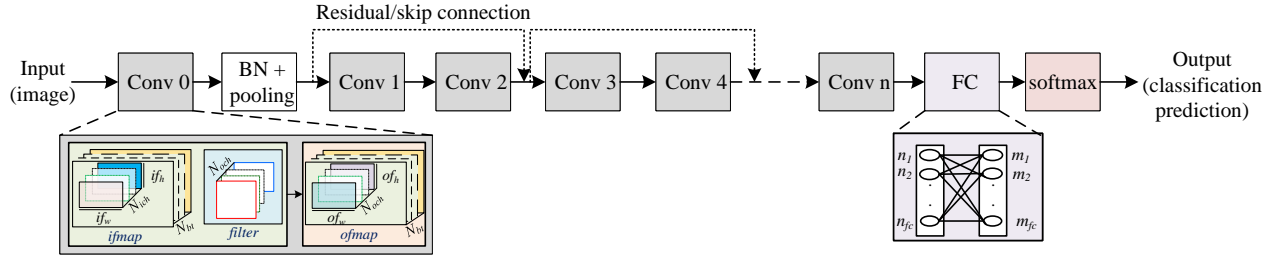 Residual/skip connection
Input
(image)
Conv 0
BN +
pooling
Conv 1
Conv 2
Conv 3
Conv 4
Conv n
FC
softmax
Output
(classification
prediction)
if_h
N_ich
if_w
N_bt
ifmap
N_och
filter
of_h
N_och
of_w
N_bt
ofmap
n_1
n_2
.
n_fc
m_1
m_2
.
m_fc